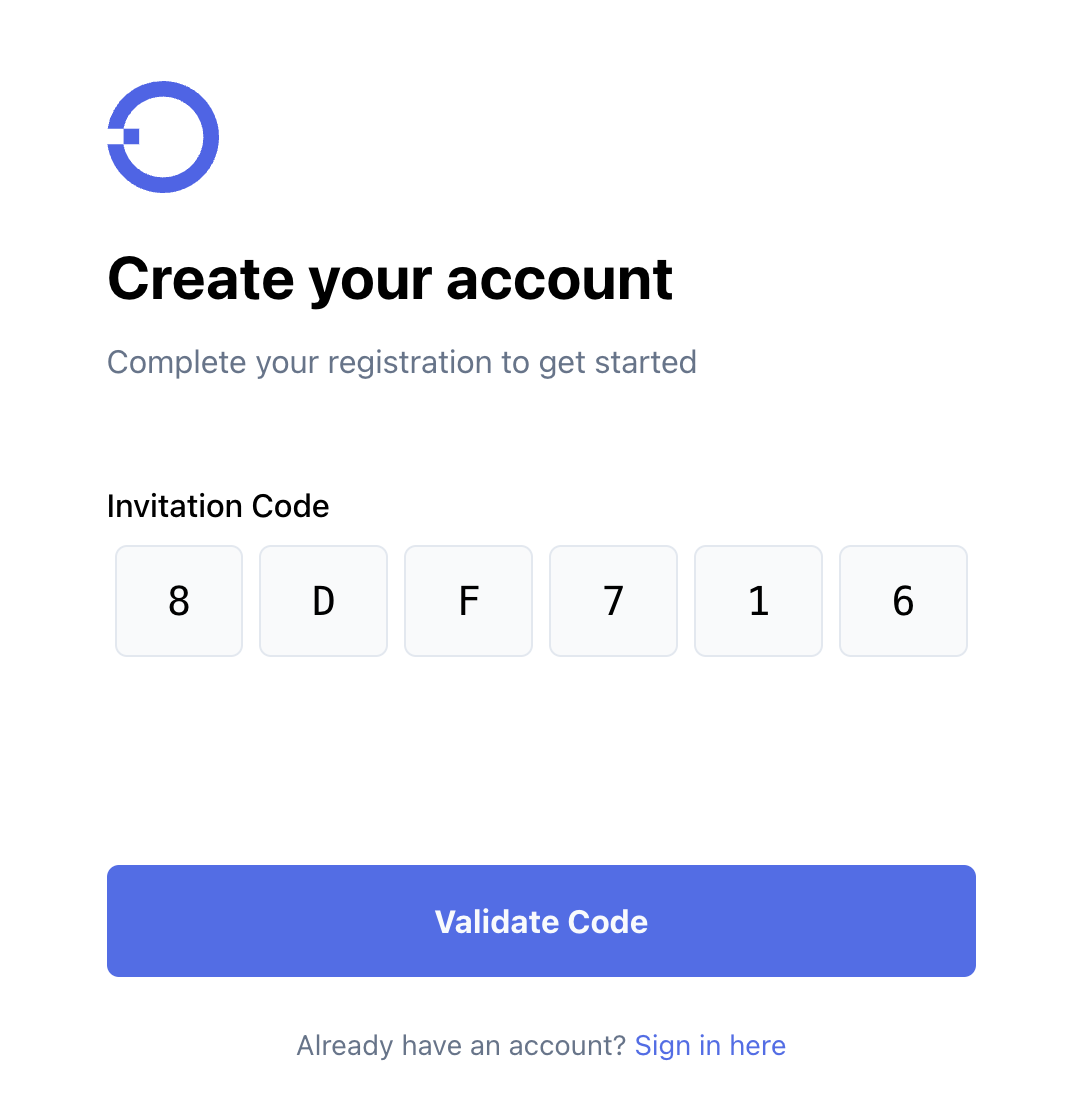 Create your account
Complete your registration to get started
Invitation Code
8 D F 7 1 6
Validate Code
Already have an account? Sign in here